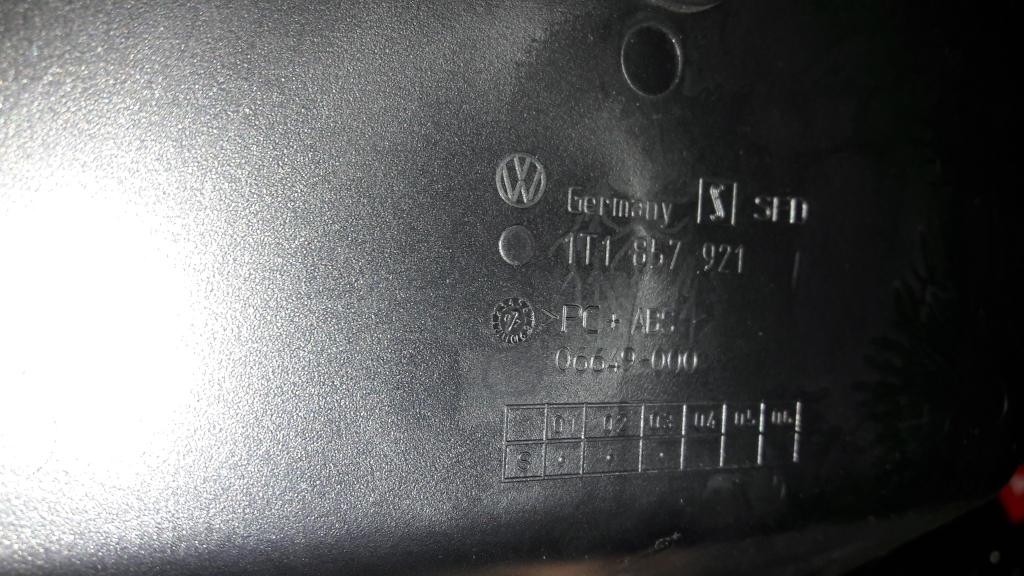 Germany S SFD
1T1 857 921
>PC+ABS<
06649-000
01 02 03 04 05 06